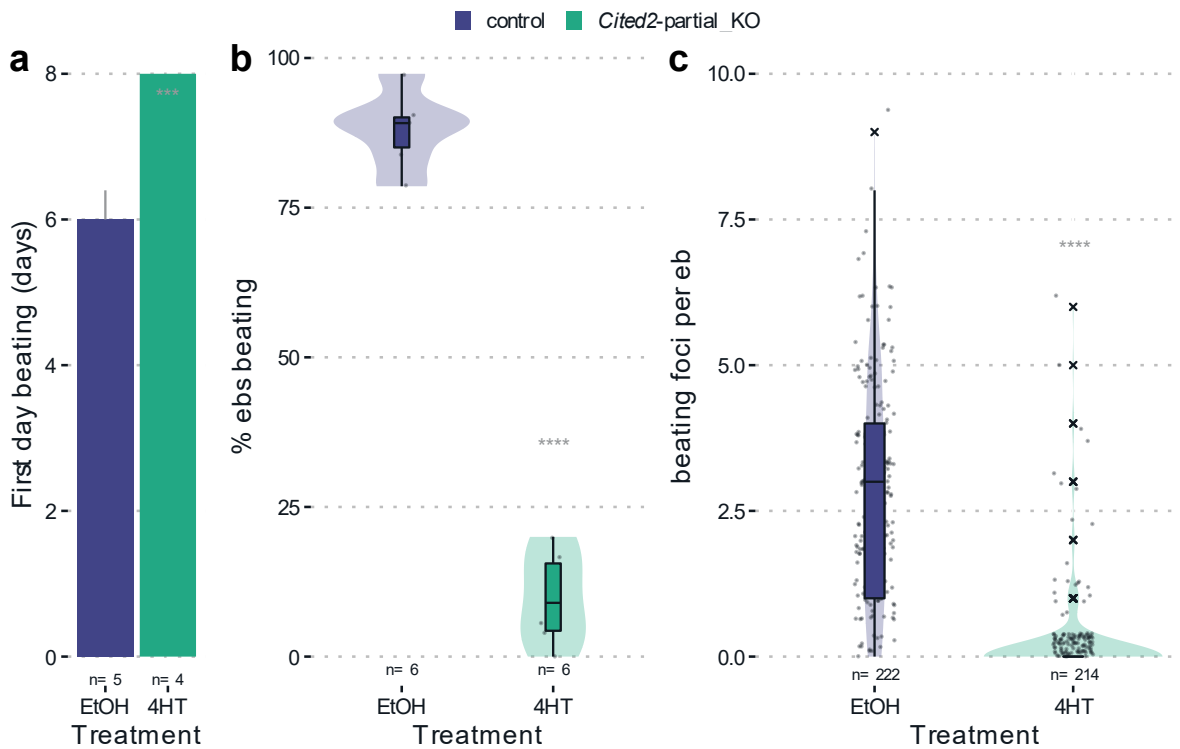 control Cited2-partial_KO
a
First day beating (days)
8
6
4
2
0
***
n= 5 n= 4
EtOH 4HT
Treatment
b
% ebs beating
100
75
50
25
0
****
n= 6 n= 6
EtOH 4HT
Treatment
c
beating foci per eb
10.0
7.5
5.0
2.5
0.0
****
n= 222 n= 214
EtOH 4HT
Treatment